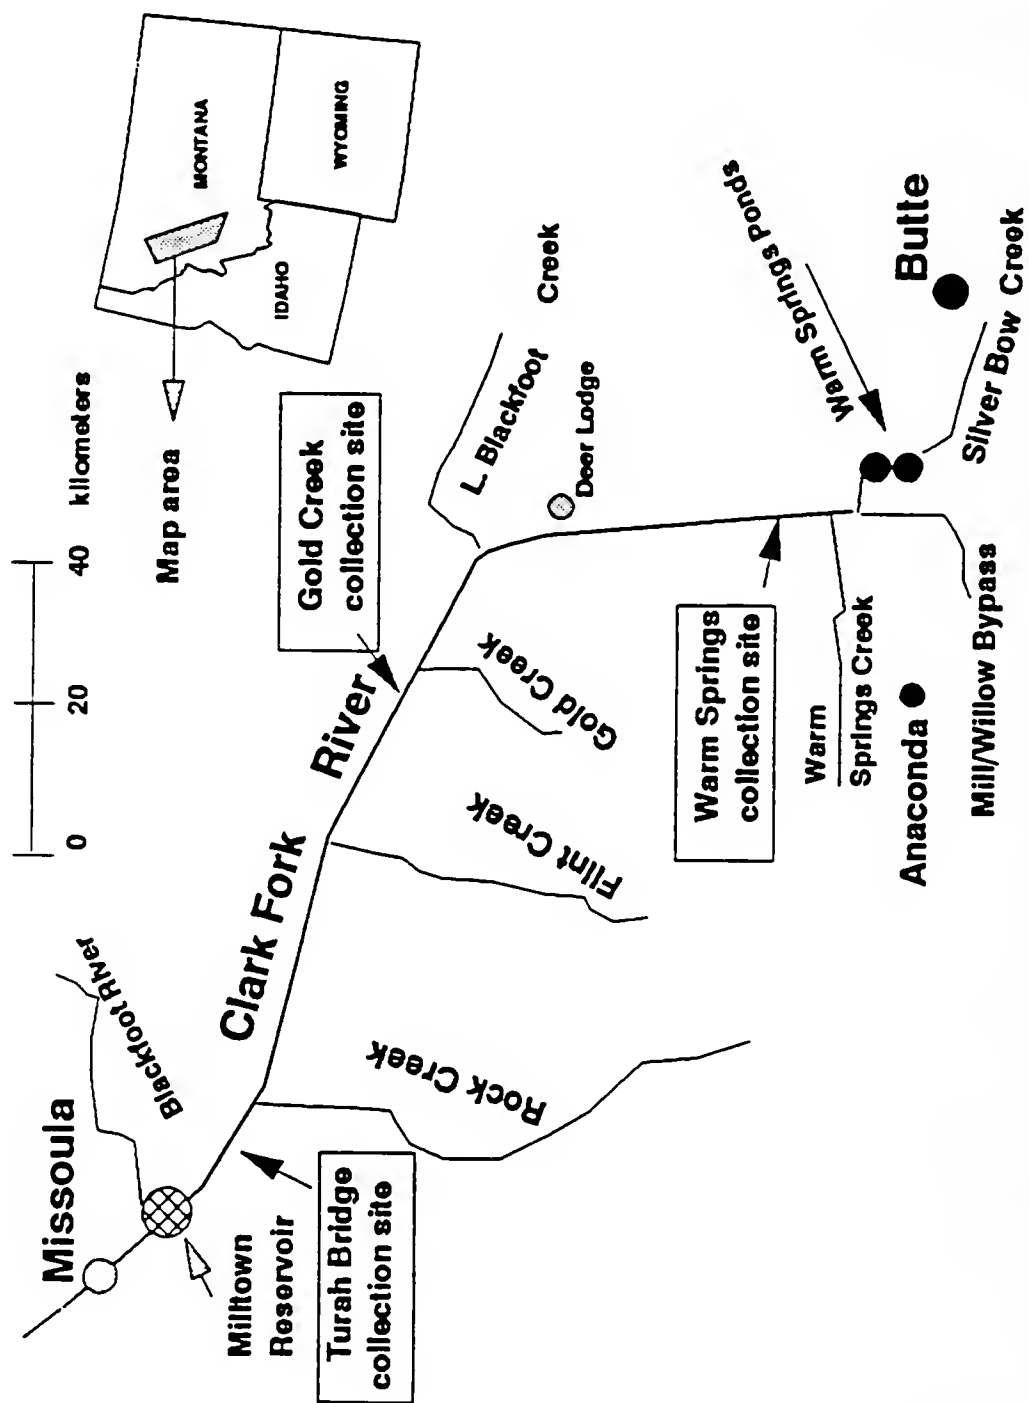 Missoula
Blackfoot River
Clark Fork
River
0
20
40
kilometers
Map area
MONTANA
WYOMING
IDAHO
Milltown
Reservoir
Turah Bridge
collection site
Rock Creek
Flint Creek
Gold Creek
Gold Creek
collection site
L. Blackfoot
Creek
Deer Lodge
Warm Springs
collection site
Warm
Springs Creek
Anaconda
Mill/Willow Bypass
Warm Springs Ponds
Butte
Silver Bow Creek